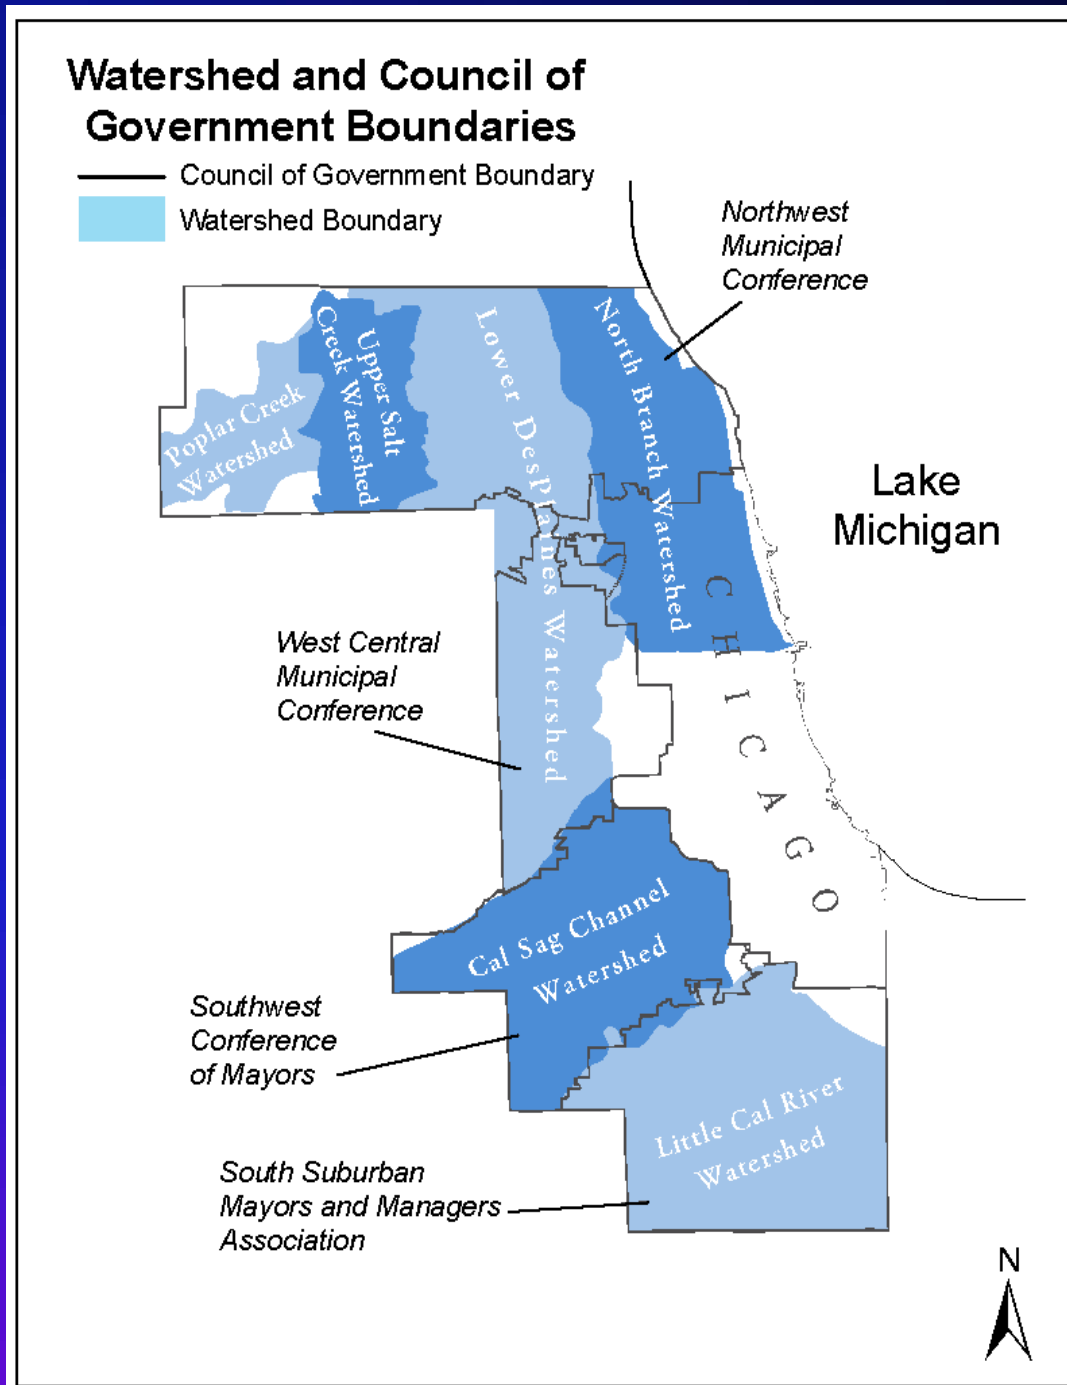 Watershed and Council of
Government Boundaries
Council of Government Boundary
Watershed Boundary
Northwest
Municipal
Conference
Poplar Creek
Watershed
Upper Salt
Creek Watershed
Lower DesPlaines Watershed
North Branch Watershed
Lake
Michigan
CHICAGO
West Central
Municipal
Conference
Cal Sag Channel
Watershed
Southwest
Conference
of Mayors
Little Cal River
Watershed
South Suburban
Mayors and Managers
Association
N